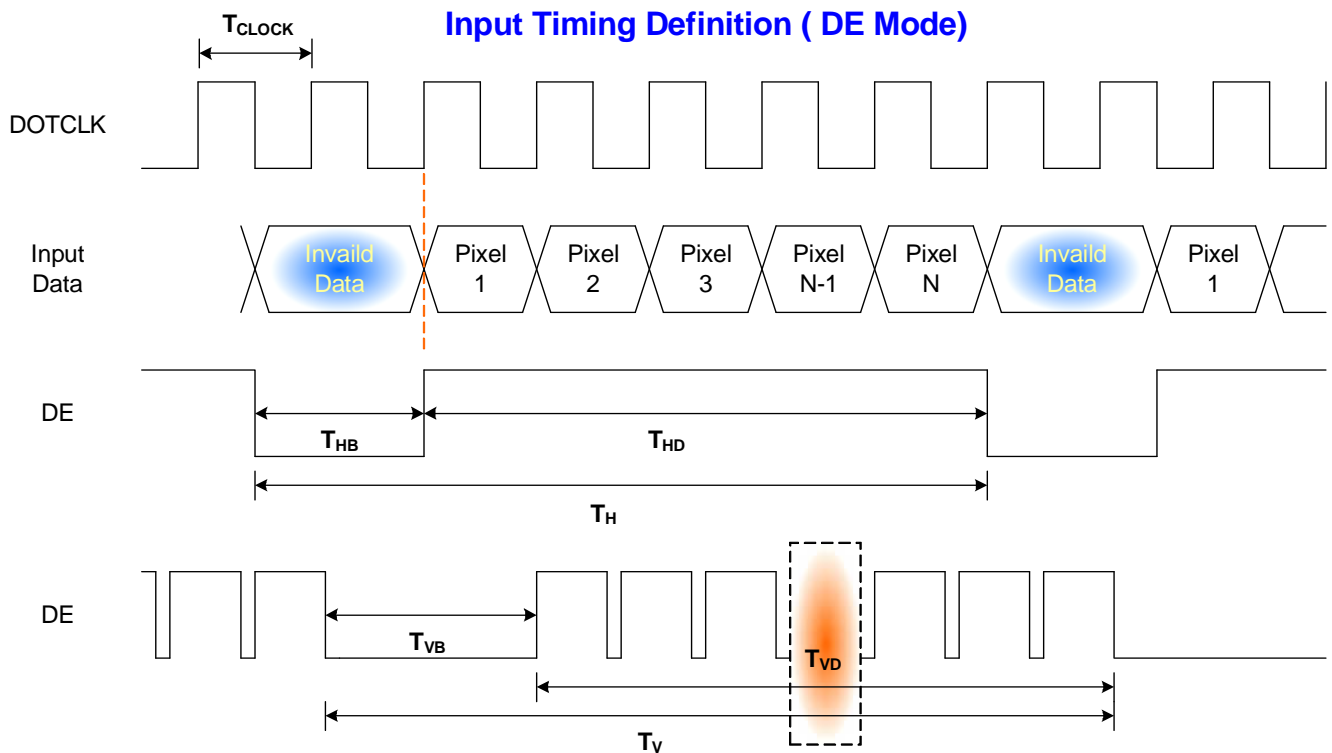 Input Timing Definition ( DE Mode)
TCLOCK
DOTCLK
Input
Data
Invaild
Data
Pixel
1
Pixel
2
Pixel
3
Pixel
N-1
Pixel
N
Invaild
Data
Pixel
1
DE
THB
THD
TH
DE
TVB
TVD
TV